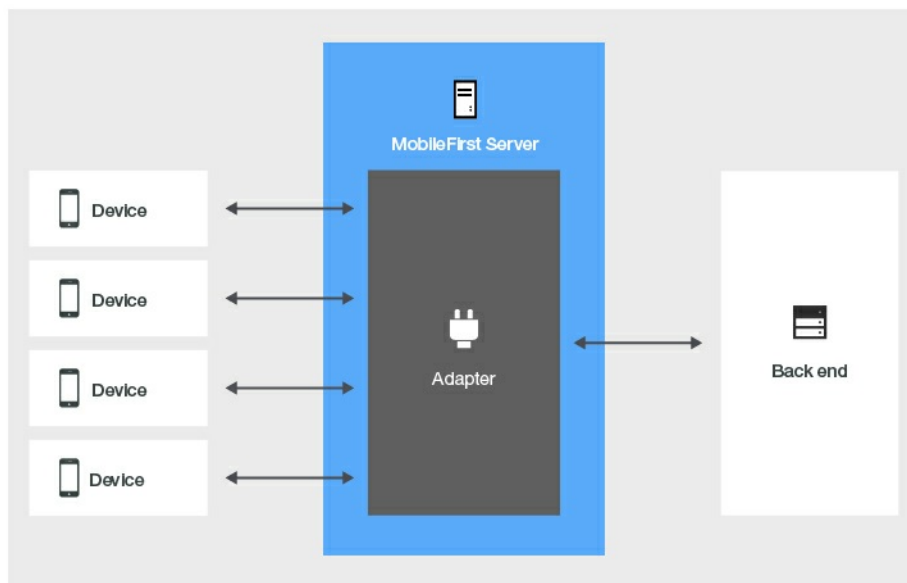 MobileFirst Server
Device
Device
Device
Device
Adapter
Back end